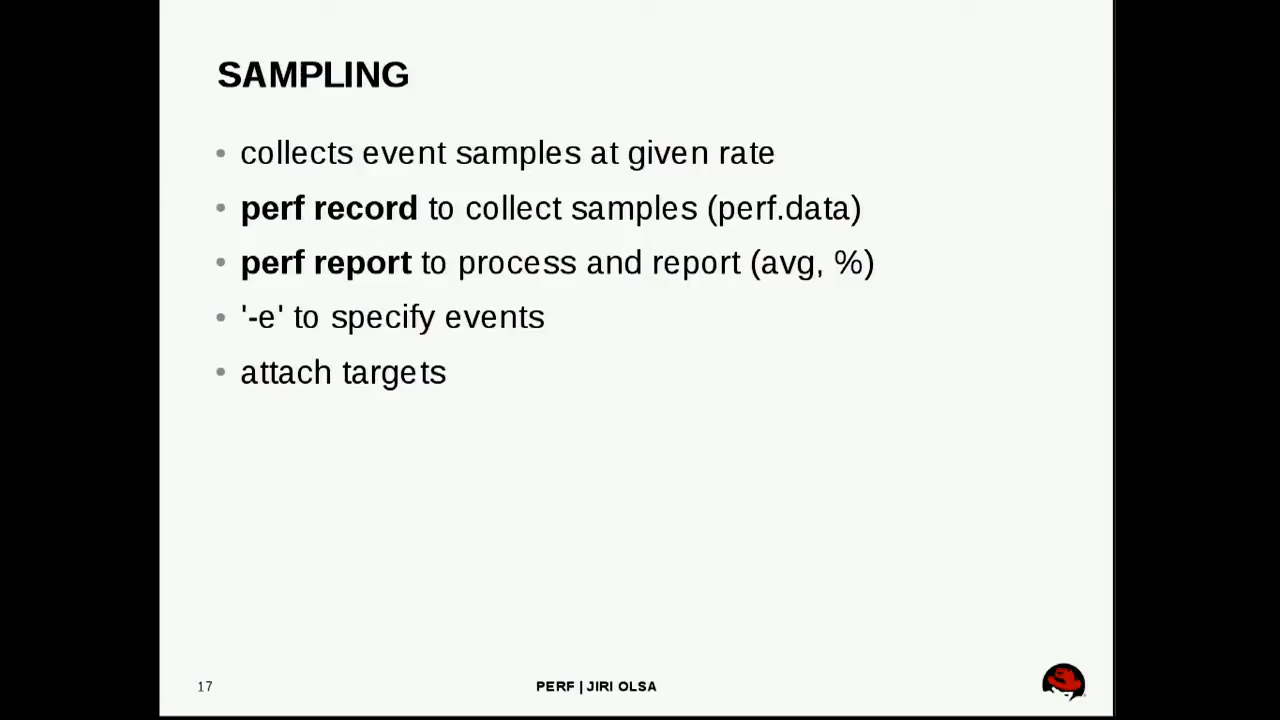 SAMPLING
• collects event samples at given rate
• perf record to collect samples (perf.data)
• perf report to process and report (avg, %)
• '-e' to specify events
• attach targets
17
PERF | JIRI OLSA